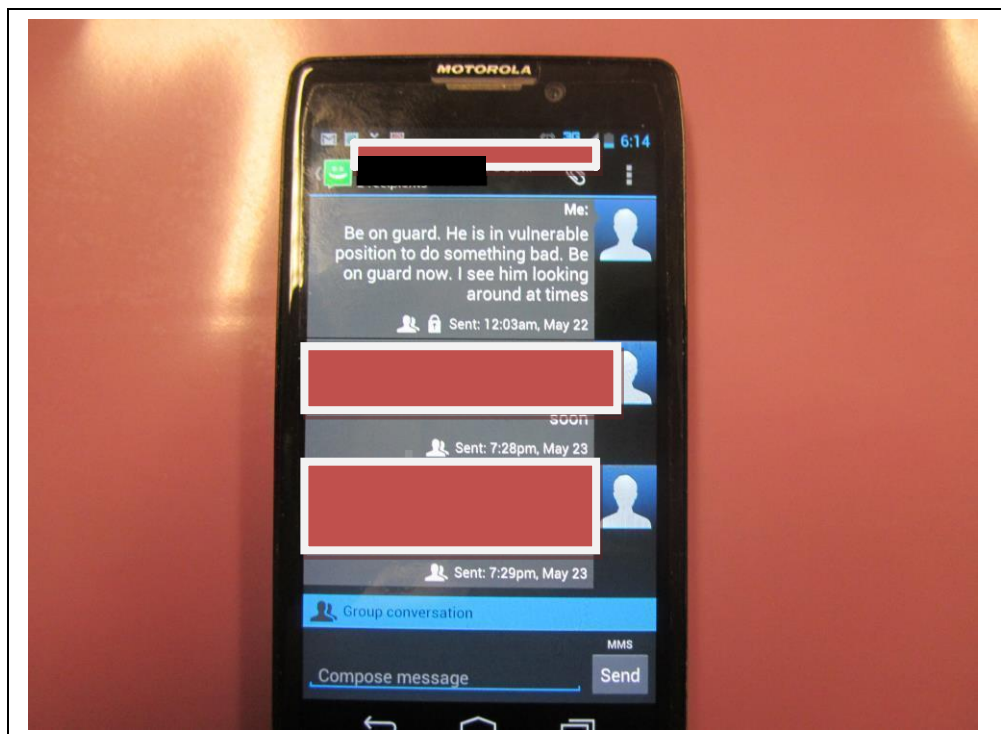 MOTOROLA
6:14
Me:
Be on guard. He is in vulnerable
position to do something bad. Be
on guard now. I see him looking
around at times
Sent: 12:03am, May 22
soon
Sent: 7:28pm, May 23
Sent: 7:29pm, May 23
Group conversation
MMS
Compose message
Send